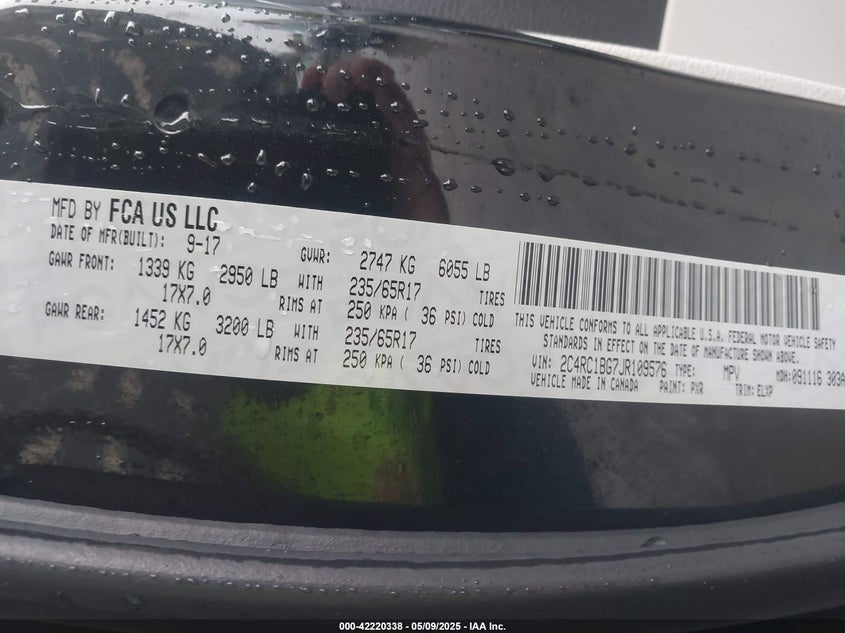 MFD BY FCA US LLC
DATE OF MFR(BUILT): 9-17 GVWR: 2747 KG 6055 LB
GAWR FRONT: 1339 KG 2950 LB WITH 235/65R17 TIRES
17X7.0 RIMS AT 250 KPA ( 36 PSI) COLD
GAWR REAR: 1452 KG 3200 LB WITH 235/65R17 TIRES
17X7.0 RIMS AT 250 KPA ( 36 PSI) COLD
THIS VEHICLE CONFORMS TO ALL APPLICABLE U.S.A. FEDERAL MOTOR VEHICLE SAFETY
STANDARDS IN EFFECT ON THE DATE OF MANUFACTURE SHOWN ABOVE.
VIN: 2C4RC1BG7JR109576 TYPE: MPV MDH: 091116 303A
VEHICLE MADE IN CANADA PAINT: PXR TRIM: ELXP
000-42220338 - 05/09/2025 - IAA Inc.